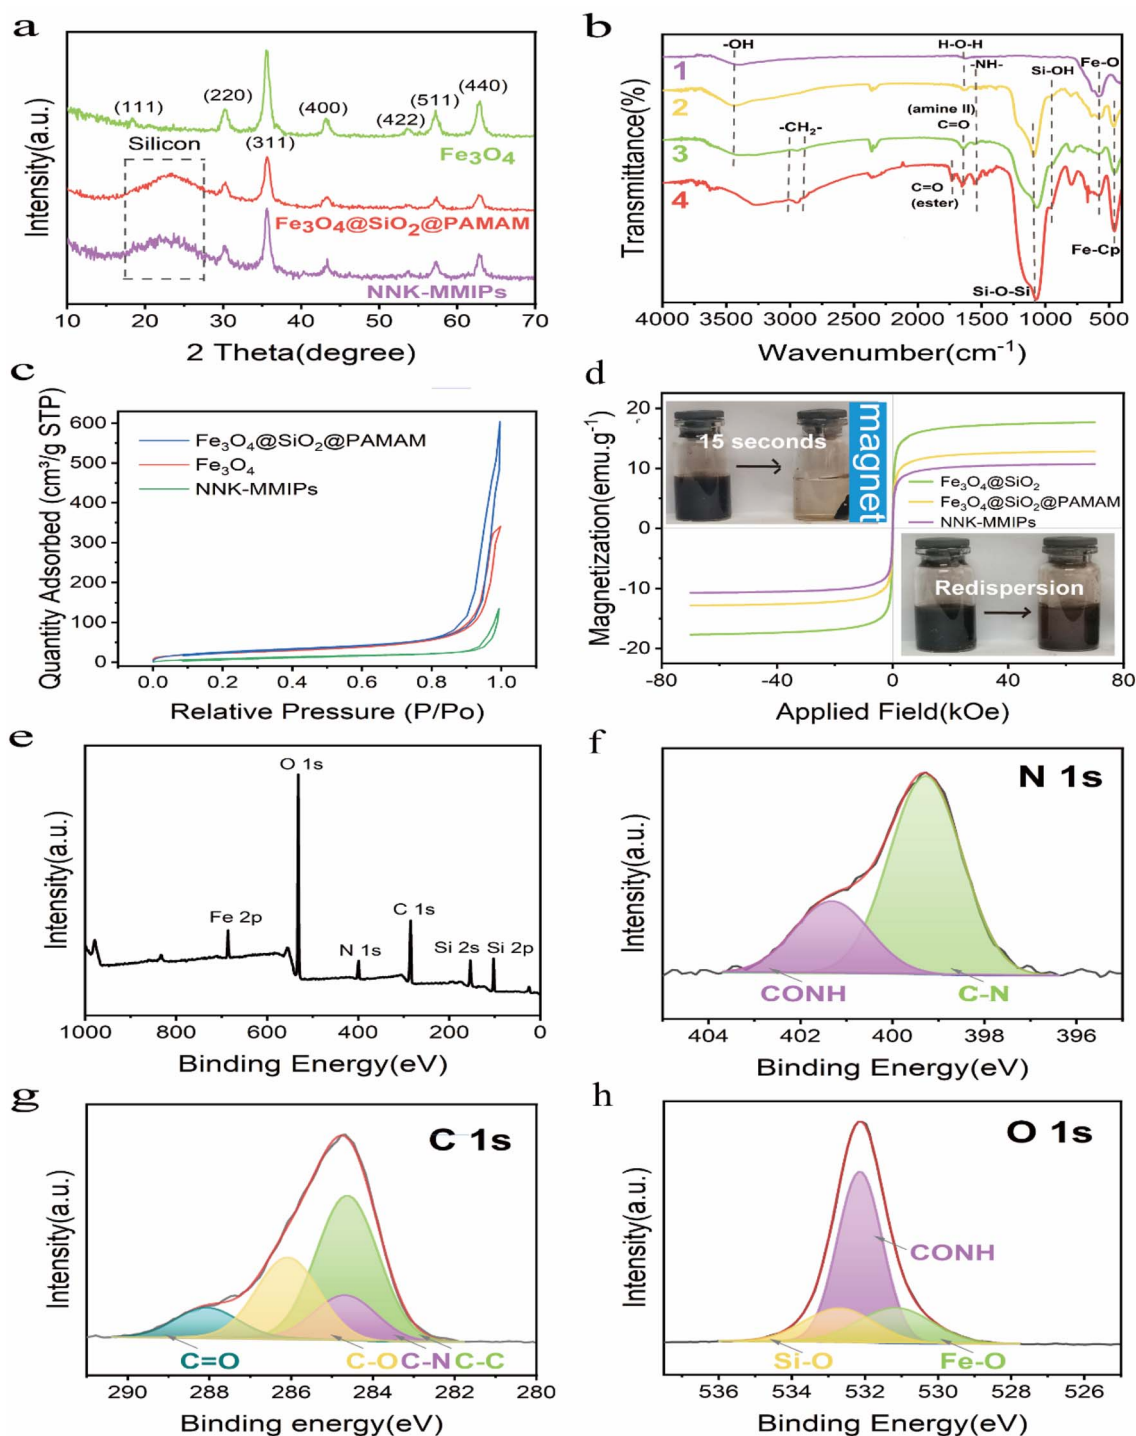 a
(111)
(220)
(311)
(400)
(422)
(511)
(440)
Silicon
Fe₃O₄
Fe₃O₄@SiO₂@PAMAM
NNK-MMIPs
Intensity(a.u.)
10 20 30 40 50 60 70
2 Theta(degree)
b
-OH
H-O-H
-NH-
Si-OH
Fe-O
1
2
3
4
(amine II)
C=O
-CH₂-
C=O
(ester)
Fe-Cp
Si-O-Si
Transmittance(%)
4000 3500 3000 2500 2000 1500 1000 500
Wavenumber(cm⁻¹)
c
Quantity Adsorbed (cm³/g STP)
600
500
400
300
200
100
0
Fe₃O₄@SiO₂@PAMAM
Fe₃O₄
NNK-MMIPs
0.0 0.2 0.4 0.6 0.8 1.0
Relative Pressure (P/Po)
d
Magnetization(emu.g⁻¹)
20
10
0
-10
-20
15 seconds
magnet
Fe₃O₄@SiO₂
Fe₃O₄@SiO₂@PAMAM
NNK-MMIPs
Redispersion
-80 -40 0 40 80
Applied Field(kOe)
e
Intensity(a.u.)
O 1s
Fe 2p
N 1s
C 1s
Si 2s
Si 2p
1000 800 600 400 200 0
Binding Energy(eV)
f
N 1s
Intensity(a.u.)
CONH
C-N
404 402 400 398 396
Binding Energy(eV)
g
C 1s
Intensity(a.u.)
C=O
C-O
C-N
C-C
290 288 286 284 282 280
Binding energy(eV)
h
O 1s
Intensity(a.u.)
CONH
Si-O
Fe-O
536 534 532 530 528 526
Binding Energy(eV)